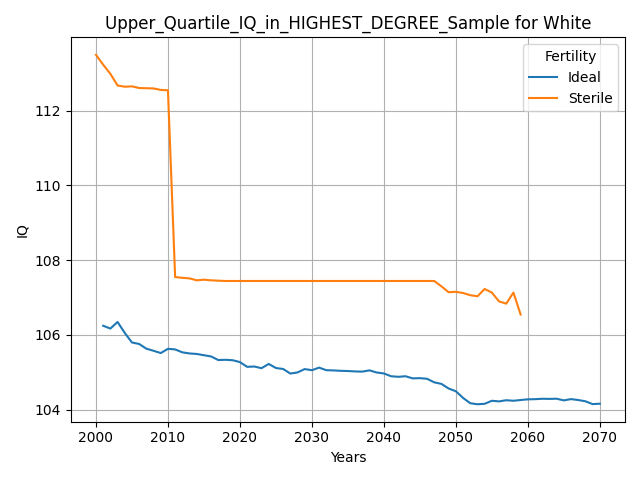 Upper_Quartile_IQ_in_HIGHEST_DEGREE_Sample for White
Fertility
Ideal
Sterile
IQ
112
110
108
106
104
2000 2010 2020 2030 2040 2050 2060 2070
Years